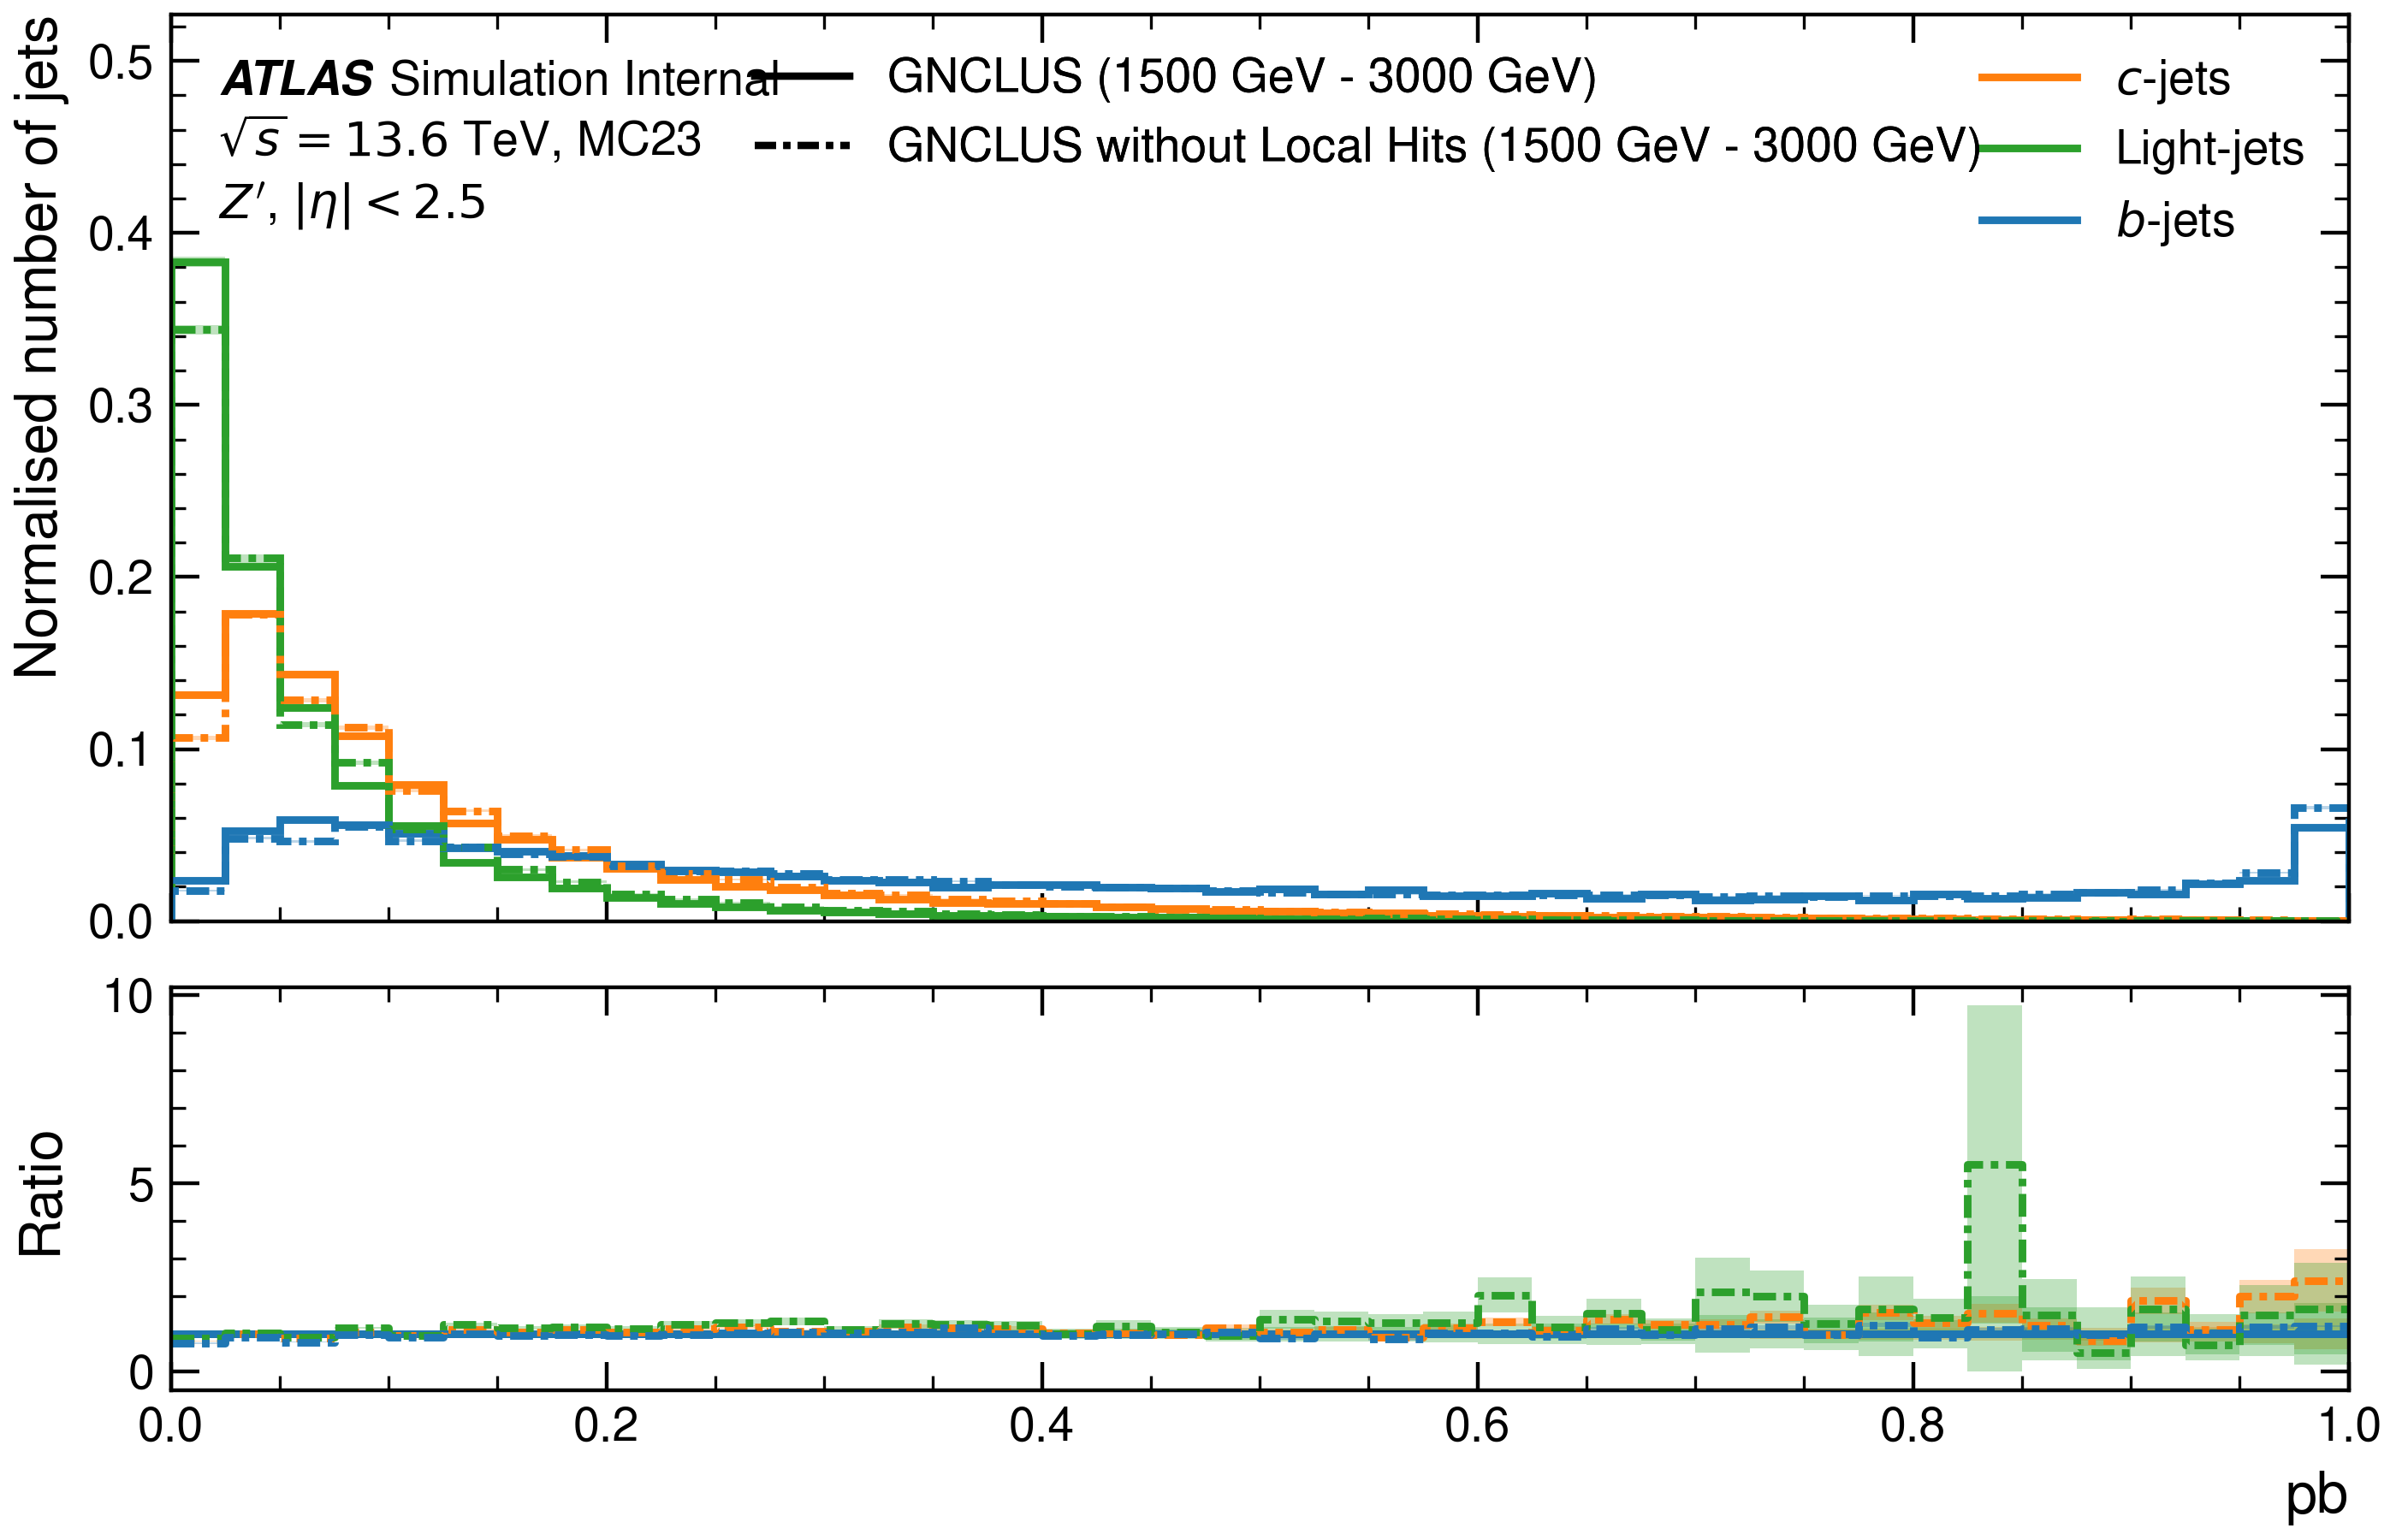 Normalised number of jets
0.5
0.4
0.3
0.2
0.1
0.0
ATLAS Simulation Internal
√s = 13.6 TeV, MC23
Z′, |η| < 2.5
GNCLUS (1500 GeV - 3000 GeV)
GNCLUS without Local Hits (1500 GeV - 3000 GeV)
c-jets
Light-jets
b-jets
Ratio
10
5
0
0.0 0.2 0.4 0.6 0.8 1.0
pb